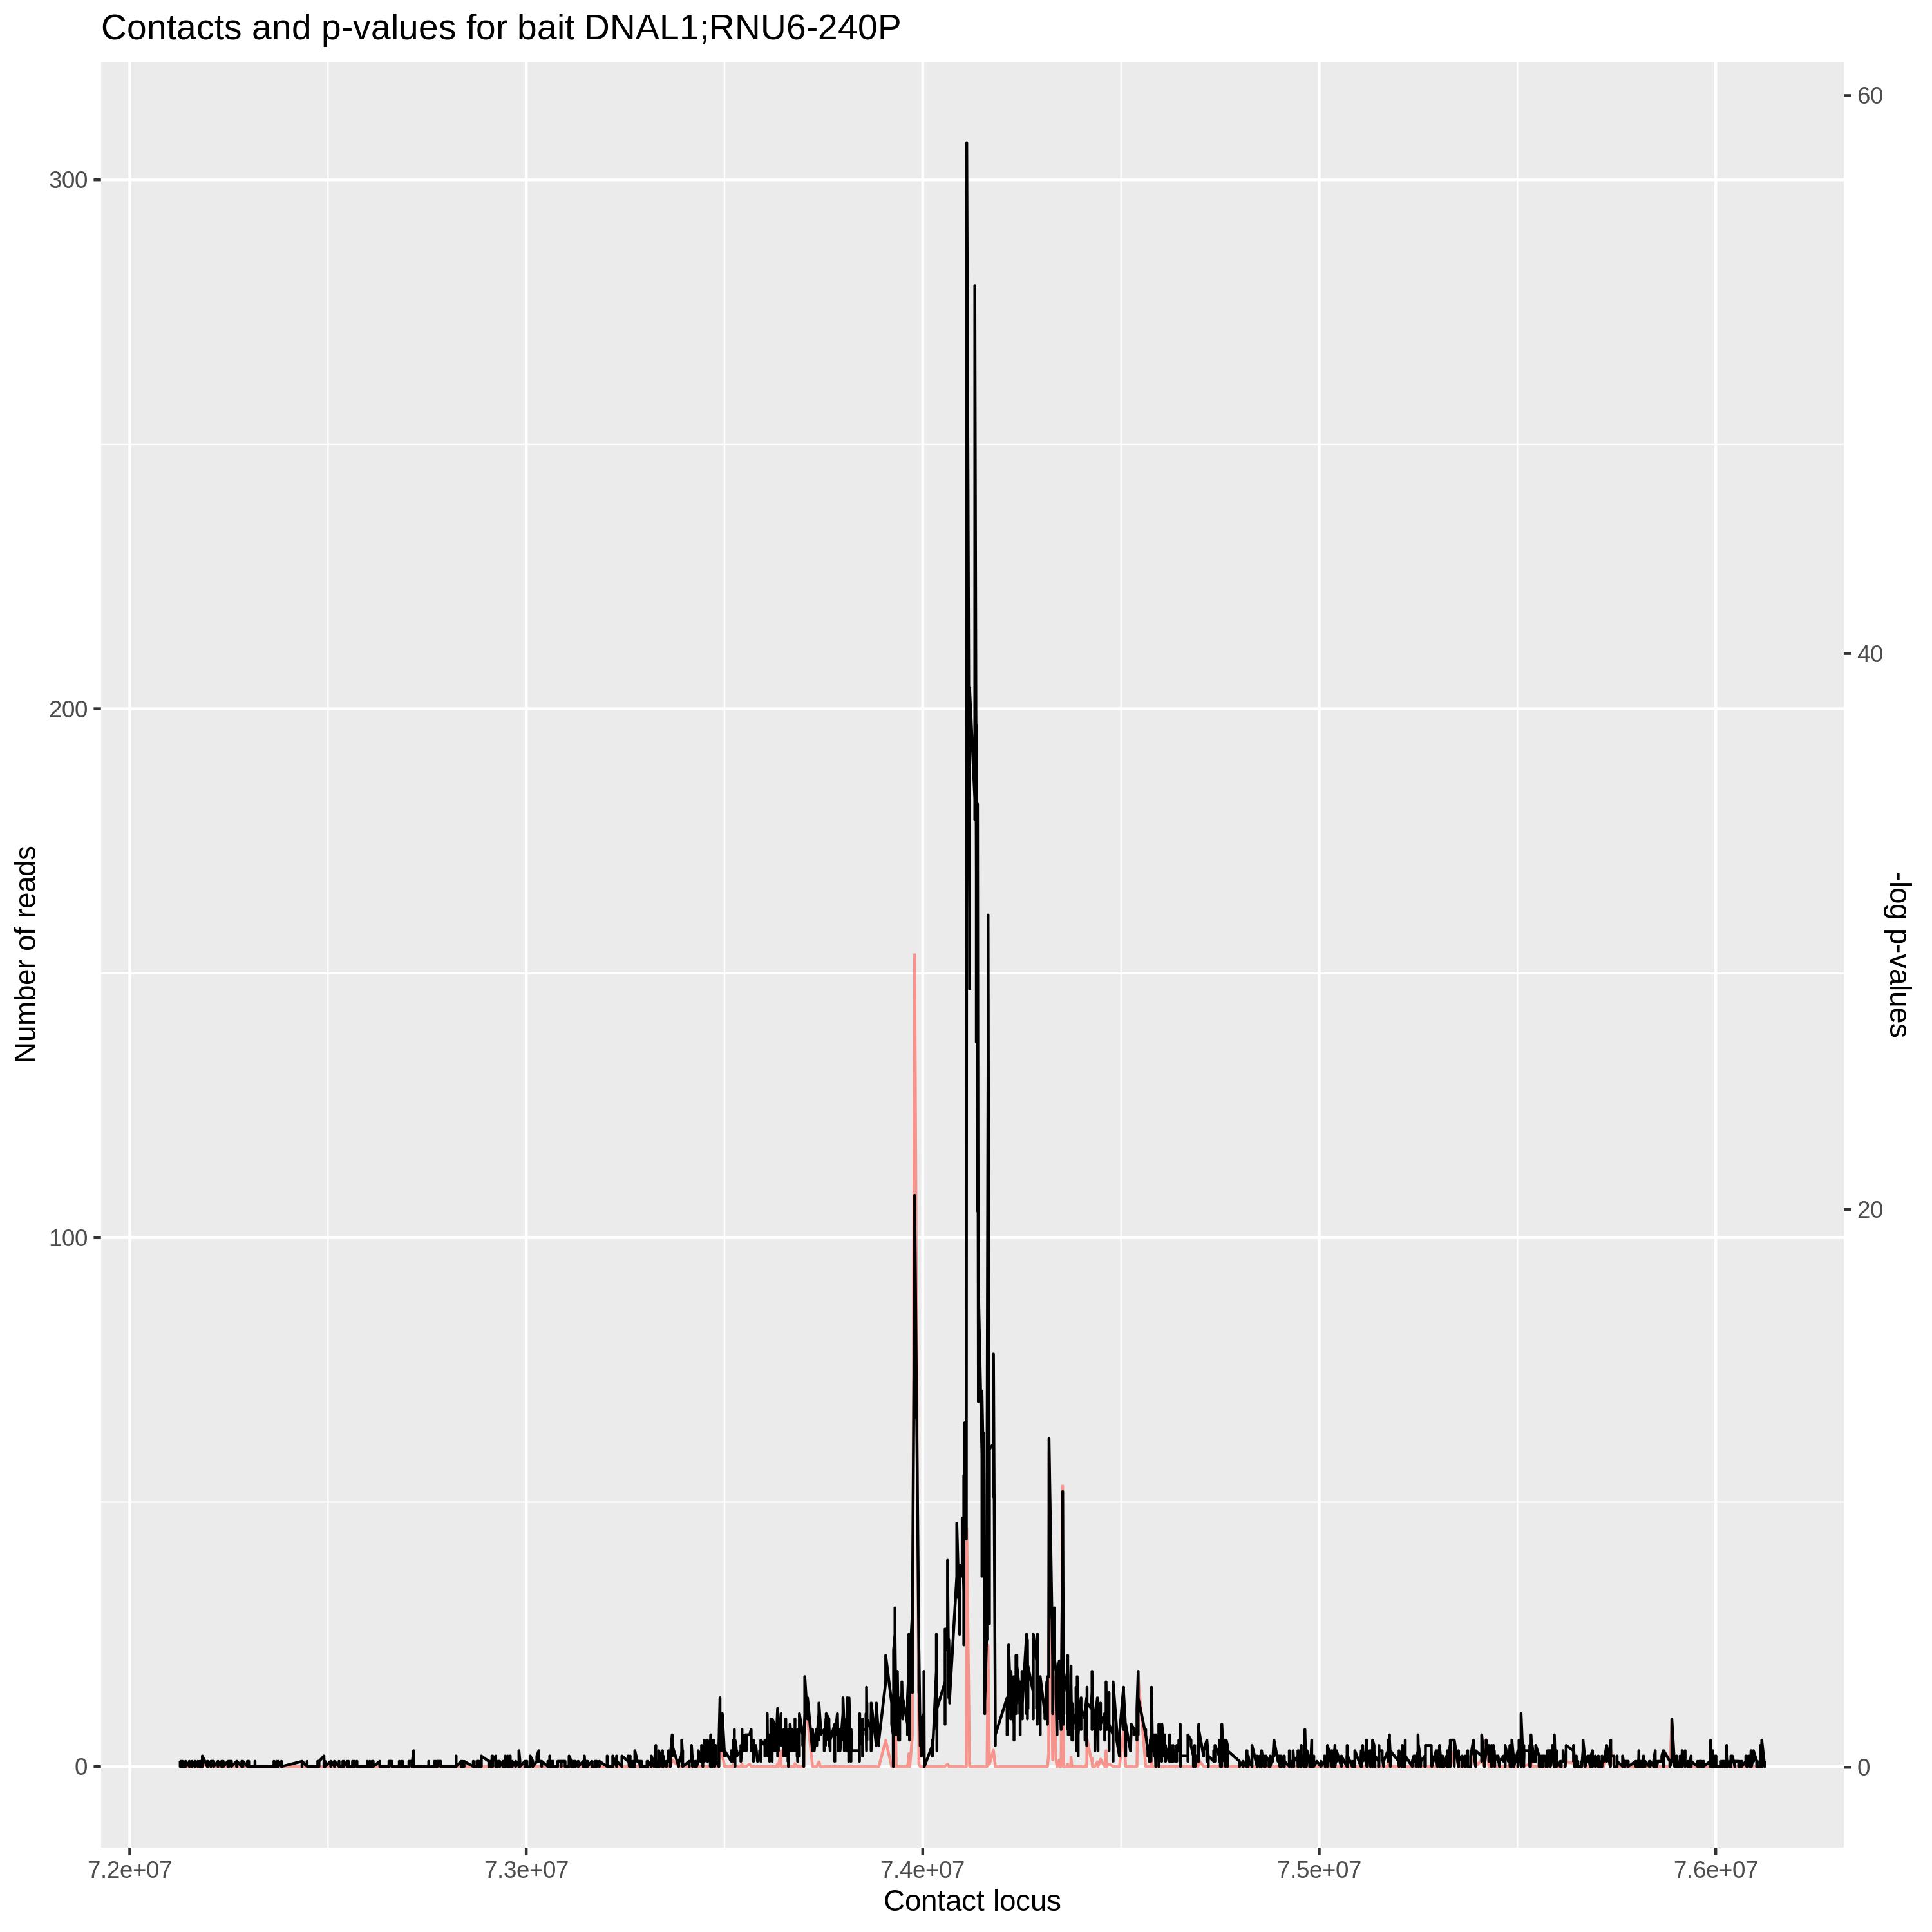 Contacts and p-values for bait DNAL1;RNU6-240P
300
200
100
0
60
40
20
0
Number of reads
-log p-values
7.2e+07
7.3e+07
7.4e+07
7.5e+07
7.6e+07
Contact locus